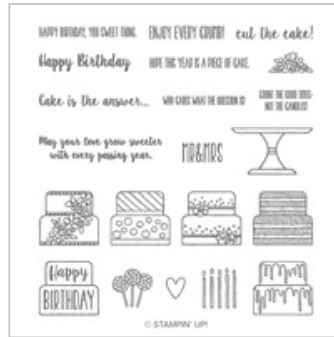 HAPPY BIRTHDAY, YOU SWEET THING.
ENJOY EVERY CRUMB!
cut the cake!
Happy Birthday
HOPE THIS YEAR IS A PIECE OF CAKE.
Cake is the answer...
WHO CARES WHAT THE QUESTION IS?
COUNT THE GOOD TIMES-
NOT THE CANDLES!
May your love grow sweeter
with every passing year.
MR&MRS
Happy
BIRTHDAY
© STAMPIN' UP!